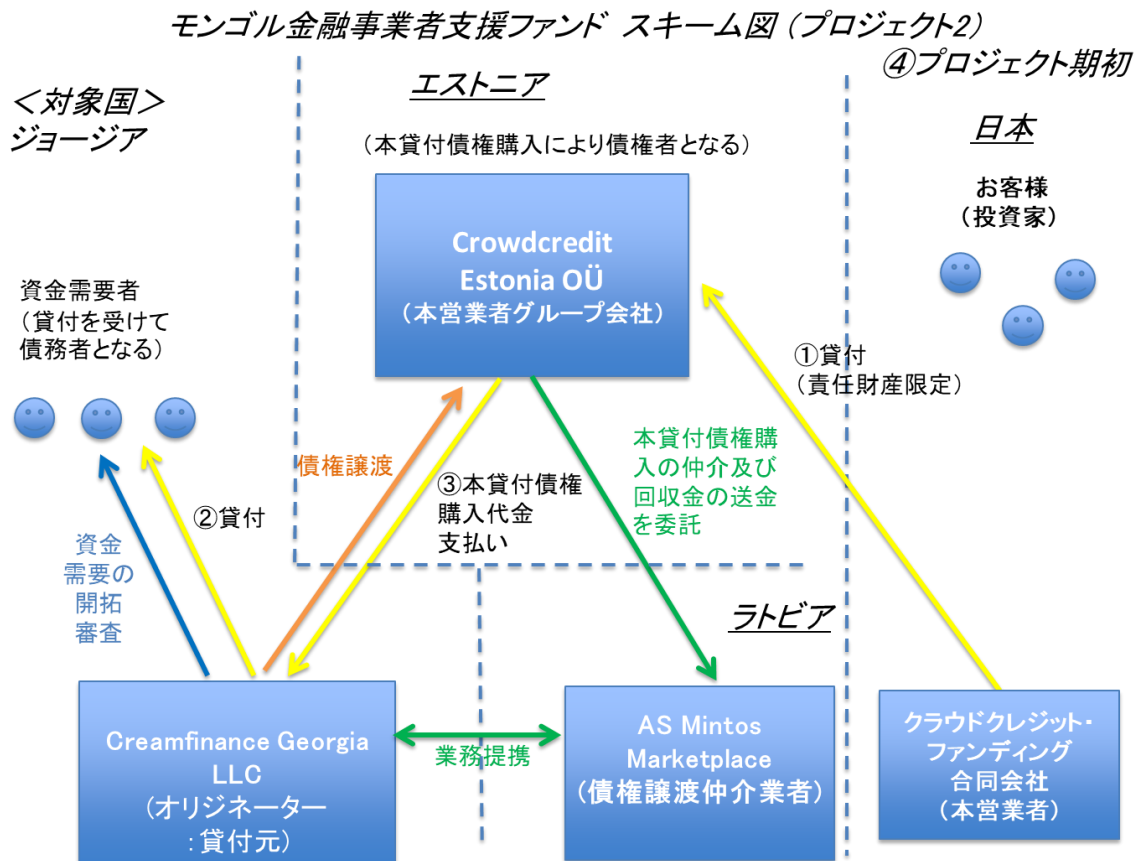 モンゴル金融事業者支援ファンド スキーム図（プロジェクト2）
④プロジェクト期初
＜対象国＞
ジョージア
エストニア
日本
（本貸付債権購入により債権者となる）
お客様
（投資家）
Crowdcredit
Estonia OÜ
（本営業者グループ会社）
資金需要者
（貸付を受けて
債務者となる）
①貸付
（責任財産限定）
債権譲渡
③本貸付債権
購入代金
支払い
本貸付債権購
入の仲介及び
回収金の送金
を委託
②貸付
資金
需要の
開拓
審査
ラトビア
Creamfinance Georgia
LLC
（オリジネーター
：貸付元）
業務提携
AS Mintos
Marketplace
（債権譲渡仲介業者）
クラウドクレジット・
ファンディング
合同会社
（本営業者）